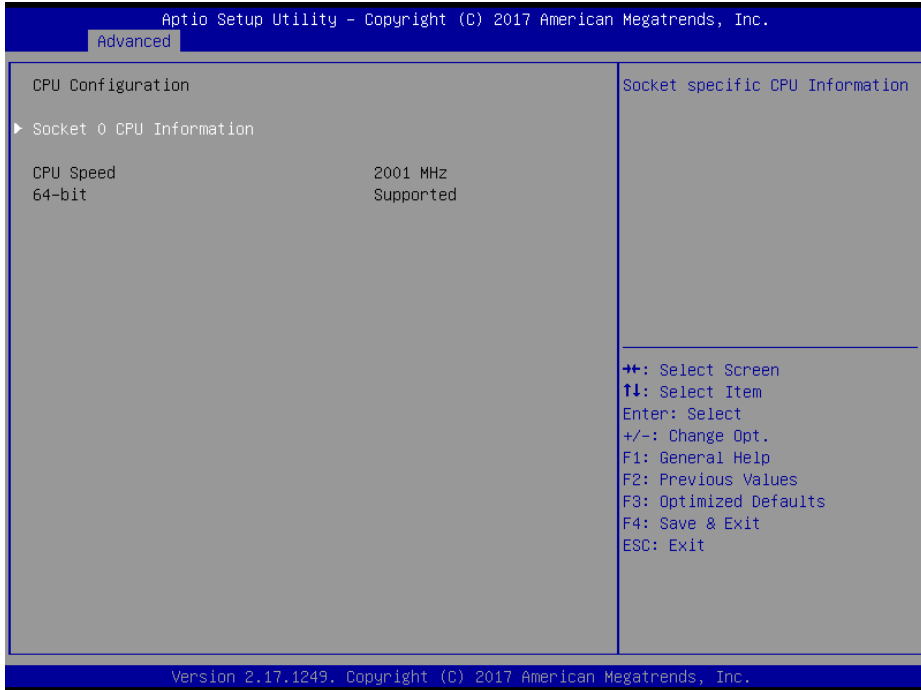 Aptio Setup Utility – Copyright (C) 2017 American Megatrends, Inc.
Advanced
CPU Configuration
Socket 0 CPU Information
CPU Speed 2001 MHz
64-bit Supported
Socket specific CPU Information
→←: Select Screen
↑↓: Select Item
Enter: Select
+/-: Change Opt.
F1: General Help
F2: Previous Values
F3: Optimized Defaults
F4: Save & Exit
ESC: Exit
Version 2.17.1249. Copyright (C) 2017 American Megatrends, Inc.